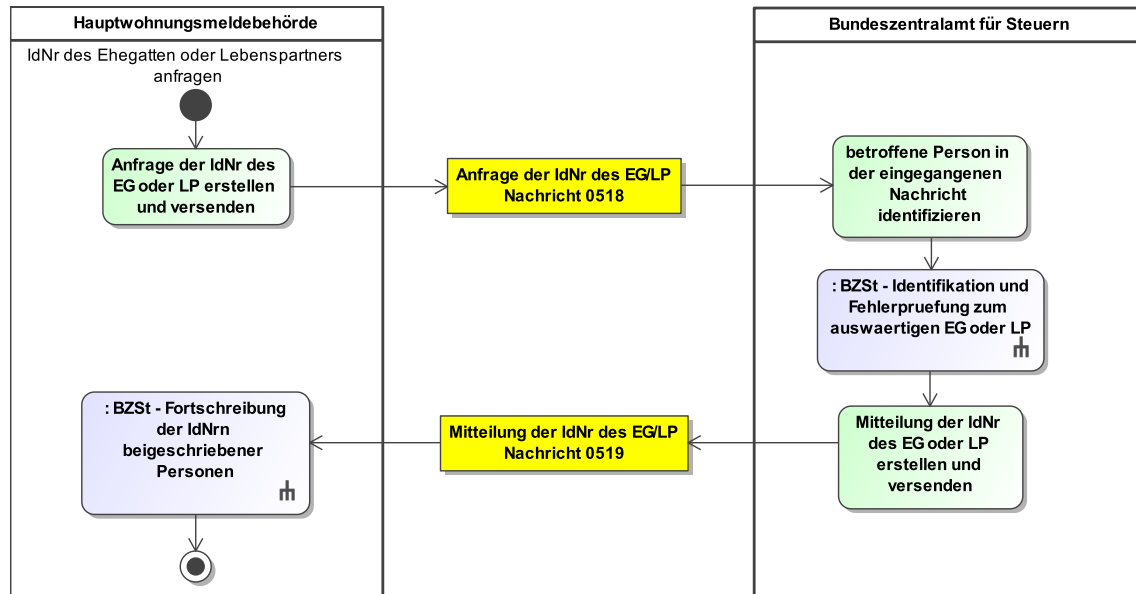 Hauptwohnungsmeldebehörde
Bundeszentralamt für Steuern
IdNr des Ehegatten oder Lebenspartners
anfragen
Anfrage der IdNr des
EG oder LP erstellen
und versenden
Anfrage der IdNr des EG/LP
Nachricht 0518
betroffene Person in
der eingegangenen
Nachricht
identifizieren
: BZSt - Identifikation und
Fehlerpruefung zum
auswaertigen EG oder LP
Mitteilung der IdNr
des EG oder LP
erstellen und
versenden
Mitteilung der IdNr des EG/LP
Nachricht 0519
: BZSt - Fortschreibung
der IdNrn
beigeschriebener
Personen